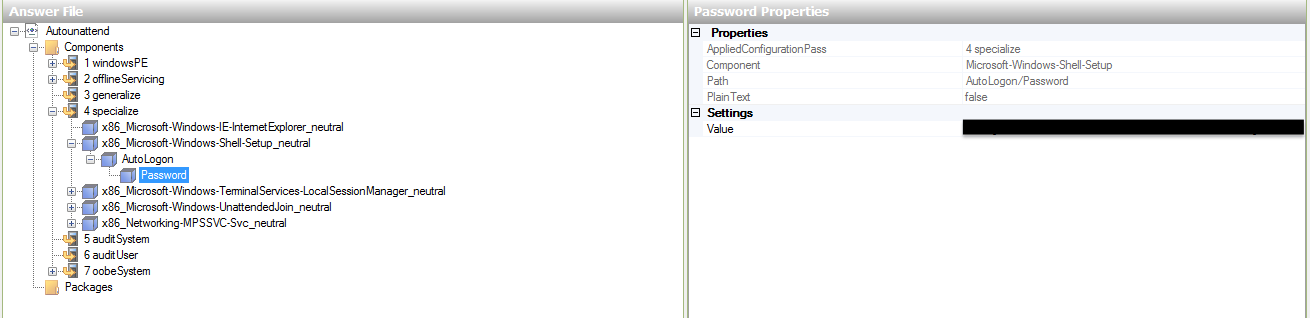 Answer File
Autounattend
Components
1 windowsPE
2 offlineServicing
3 generalize
4 specialize
x86_Microsoft-Windows-IE-InternetExplorer_neutral
x86_Microsoft-Windows-Shell-Setup_neutral
AutoLogon
Password
x86_Microsoft-Windows-TerminalServices-LocalSessionManager_neutral
x86_Microsoft-Windows-UnattendedJoin_neutral
x86_Networking-MPSSVC-Svc_neutral
5 auditSystem
6 auditUser
7 oobeSystem
Packages
Password Properties
Properties
AppliedConfigurationPass 4 specialize
Component Microsoft-Windows-Shell-Setup
Path AutoLogon/Password
PlainText false
Settings
Value